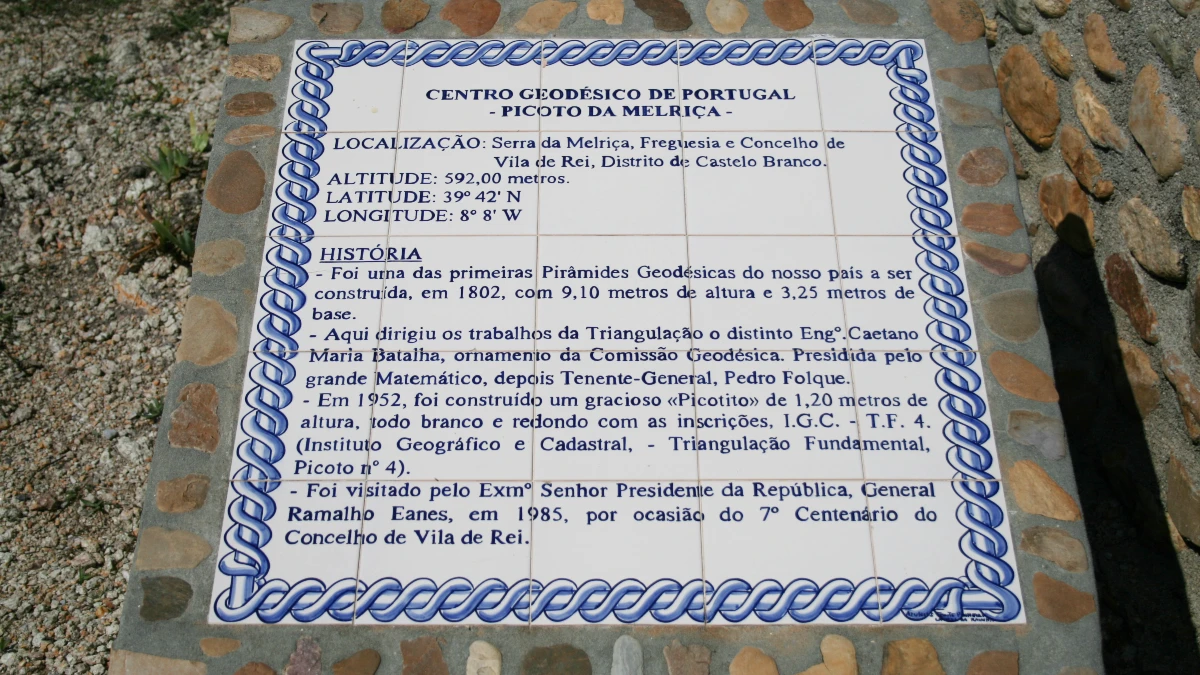 CENTRO GEODÉSICO DE PORTUGAL
- PICOTO DA MELRIÇA -
LOCALIZAÇÃO: Serra da Melriça, Freguesia e Concelho de
Vila de Rei, Distrito de Castelo Branco.
ALTITUDE: 592,00 metros.
LATITUDE: 39º 42' N
LONGITUDE: 8º 8' W
HISTÓRIA
- Foi uma das primeiras Pirâmides Geodésicas do nosso país a ser
construída, em 1802, com 9,10 metros de altura e 3,25 metros de
base.
- Aqui dirigiu os trabalhos da Triangulação o distinto Engº.Caetano
Maria Batalha, ornamento da Comissão Geodésica. Presidida pelo
grande Matemático, depois Tenente-General, Pedro Folque.
- Em 1952, foi construído um gracioso «Picotito» de 1,20 metros de
altura, todo branco e redondo com as inscrições, I.G.C. - T.F. 4.
(Instituto Geográfico e Cadastral, - Triangulação Fundamental,
Picoto nº 4).
- Foi visitado pelo Exmº Senhor Presidente da República, General
Ramalho Eanes, em 1985, por ocasião do 7º Centenário do
Concelho de Vila de Rei.